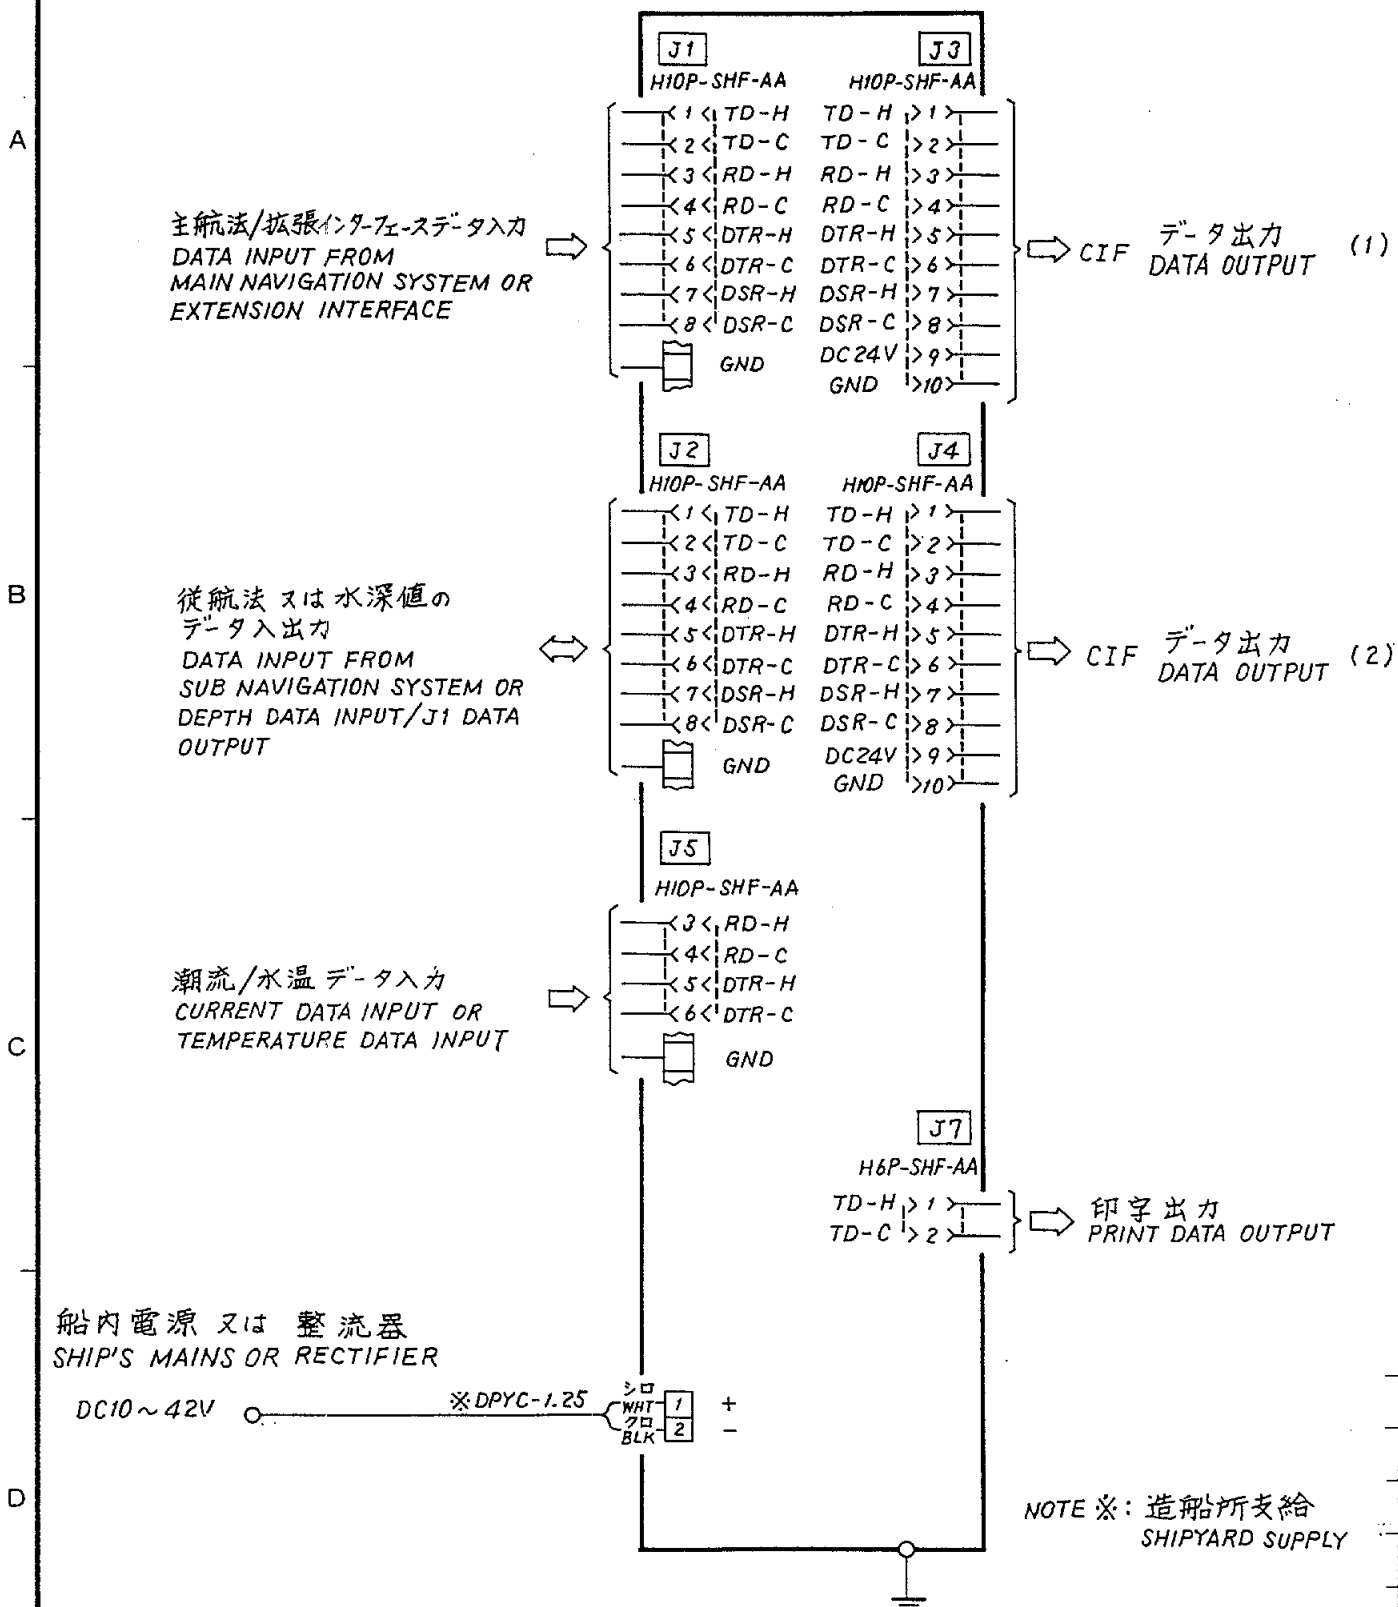 A
B
C
D
J1
H10P-SHF-AA
1 TD-H
2 TD-C
3 RD-H
4 RD-C
5 DTR-H
6 DTR-C
7 DSR-H
8 DSR-C
GND
主航法/拡張インターフェースデータ入力
DATA INPUT FROM
MAIN NAVIGATION SYSTEM OR
EXTENSION INTERFACE
J3
H10P-SHF-AA
TD-H 1
TD-C 2
RD-H 3
RD-C 4
DTR-H 5
DTR-C 6
DSR-H 7
DSR-C 8
DC24V 9
GND 10
CIF データ出力 (1)
DATA OUTPUT
J2
H10P-SHF-AA
1 TD-H
2 TD-C
3 RD-H
4 RD-C
5 DTR-H
6 DTR-C
7 DSR-H
8 DSR-C
GND
従航法 又は 水深値の
データ入出力
DATA INPUT FROM
SUB NAVIGATION SYSTEM OR
DEPTH DATA INPUT/J1 DATA
OUTPUT
J4
H10P-SHF-AA
TD-H 1
TD-C 2
RD-H 3
RD-C 4
DTR-H 5
DTR-C 6
DSR-H 7
DSR-C 8
DC24V 9
GND 10
CIF データ出力 (2)
DATA OUTPUT
J5
H10P-SHF-AA
3 RD-H
4 RD-C
5 DTR-H
6 DTR-C
GND
潮流/水温 データ入力
CURRENT DATA INPUT OR
TEMPERATURE DATA INPUT
J7
H6P-SHF-AA
TD-H 1
TD-C 2
印字出力
PRINT DATA OUTPUT
船内電源 又は 整流器
SHIP'S MAINS OR RECTIFIER
DC10～42V
※DPYC-1.25
シロ
WHT 1 +
クロ
BLK 2 −
NOTE ※: 造船所支給
SHIPYARD SUPPLY